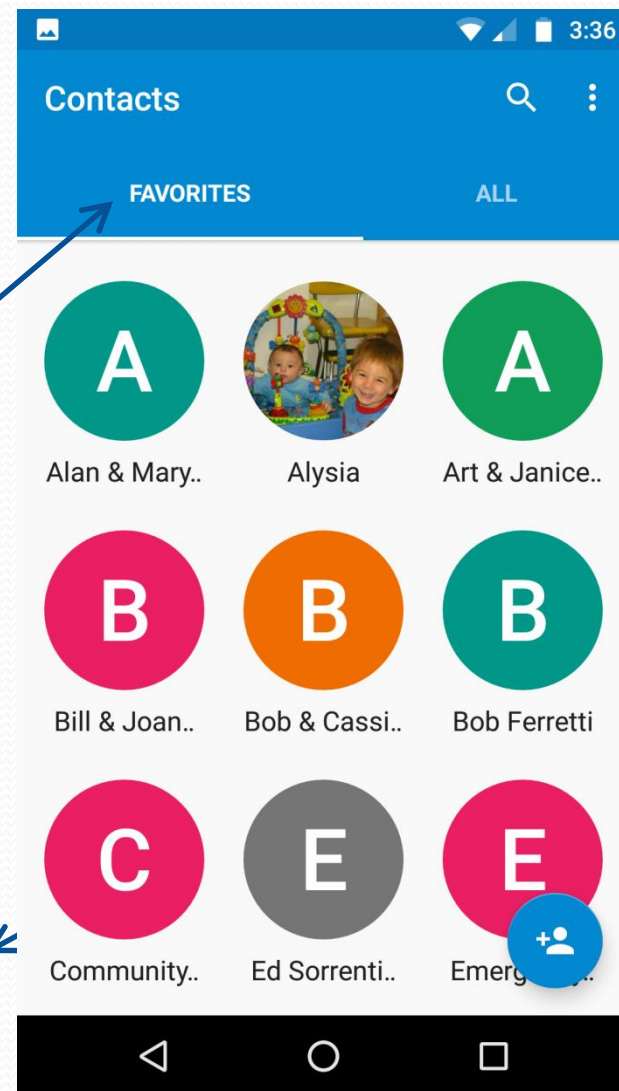 3:36
Contacts
FAVORITES ALL
A A
Alan & Mary.. Alysia Art & Janice..
B B B
Bill & Joan.. Bob & Cassi.. Bob Ferretti
C E E
Community.. Ed Sorrenti..